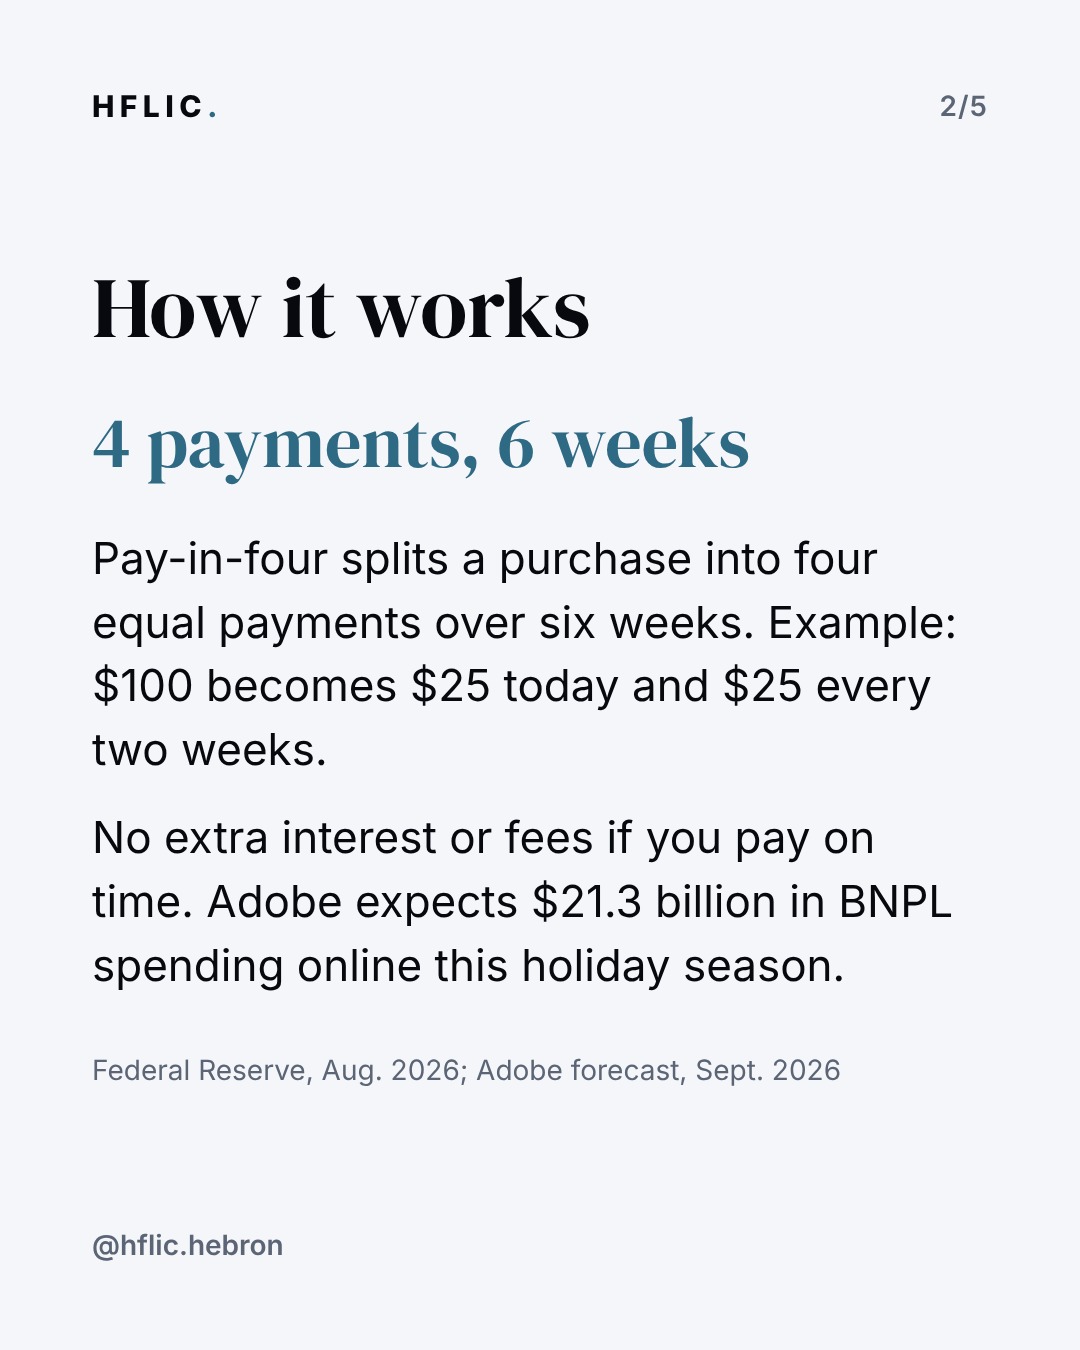 HFLIC.
2/5
How it works
4 payments, 6 weeks
Pay-in-four splits a purchase into four
equal payments over six weeks. Example:
$100 becomes $25 today and $25 every
two weeks.
No extra interest or fees if you pay on
time. Adobe expects $21.3 billion in BNPL
spending online this holiday season.
Federal Reserve, Aug. 2026; Adobe forecast, Sept. 2026
@hflic.hebron